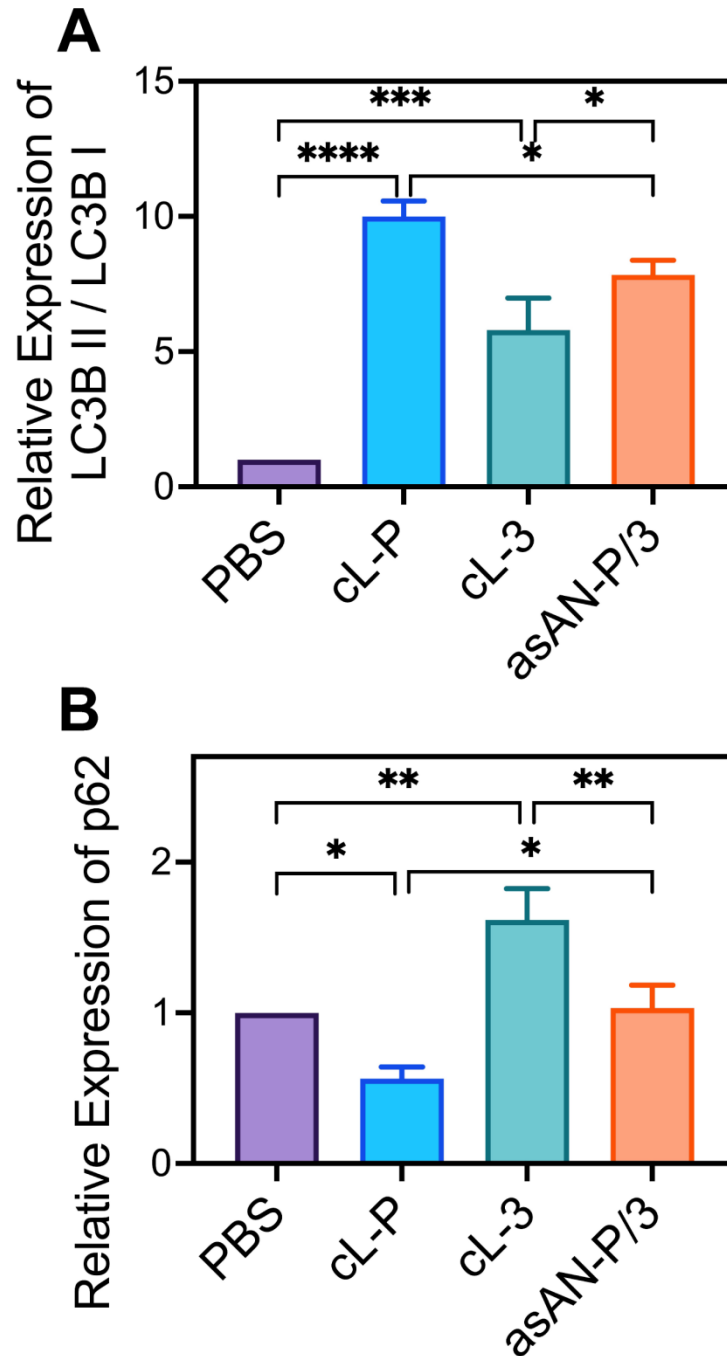 A
Relative Expression of
LC3B III / LC3B I
15
10
5
0
***
*
****
*
PBS
cL-P
cL-3
asAN-P/3
B
Relative Expression of p62
2
1
0
**
**
*
*
PBS
cL-P
cL-3
asAN-P/3